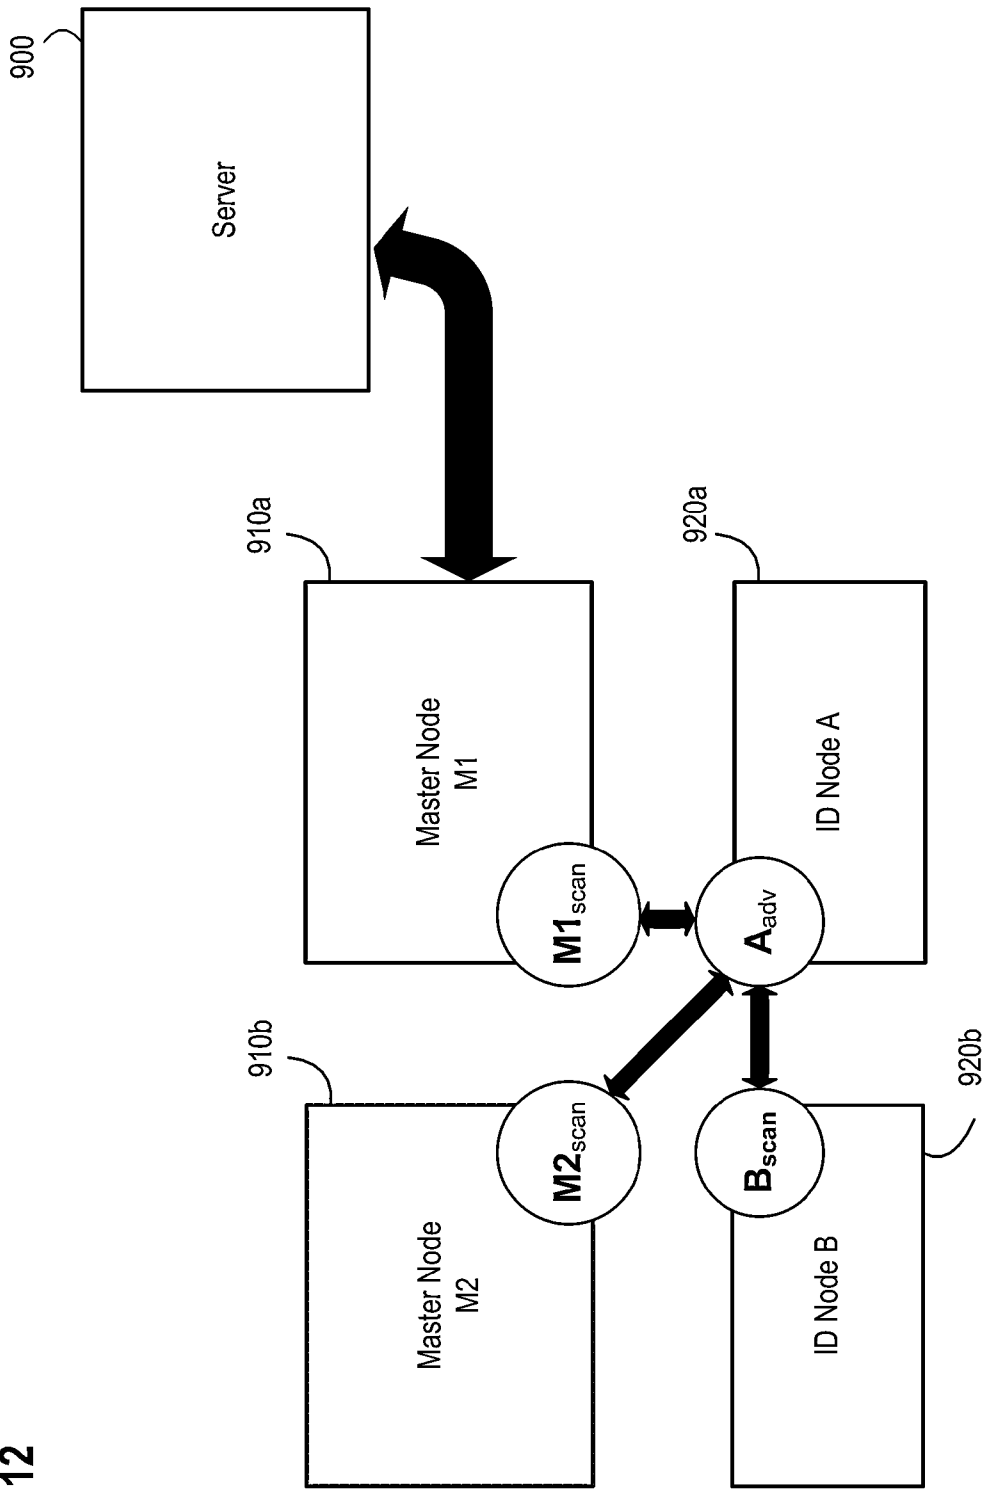 12
900
Server
910b
910a
Master Node
M2
Master Node
M1
M2scan
M1scan
920a
Bscan
Aadv
ID Node B
ID Node A
920b